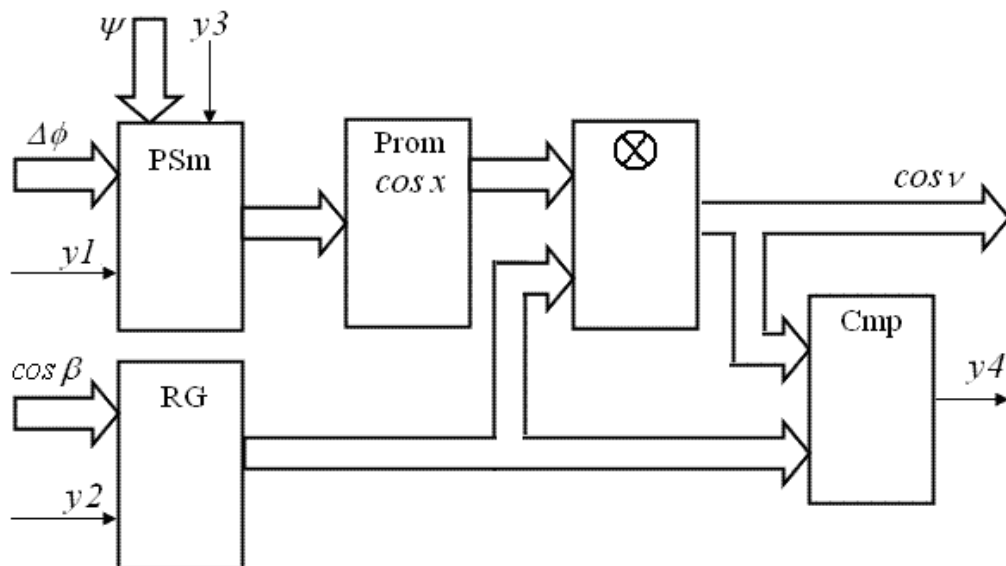 ψ
y3
Δϕ
PSm
y1
Prom
cos x
⊗
cos ν
cos β
RG
y2
Cmp
y4